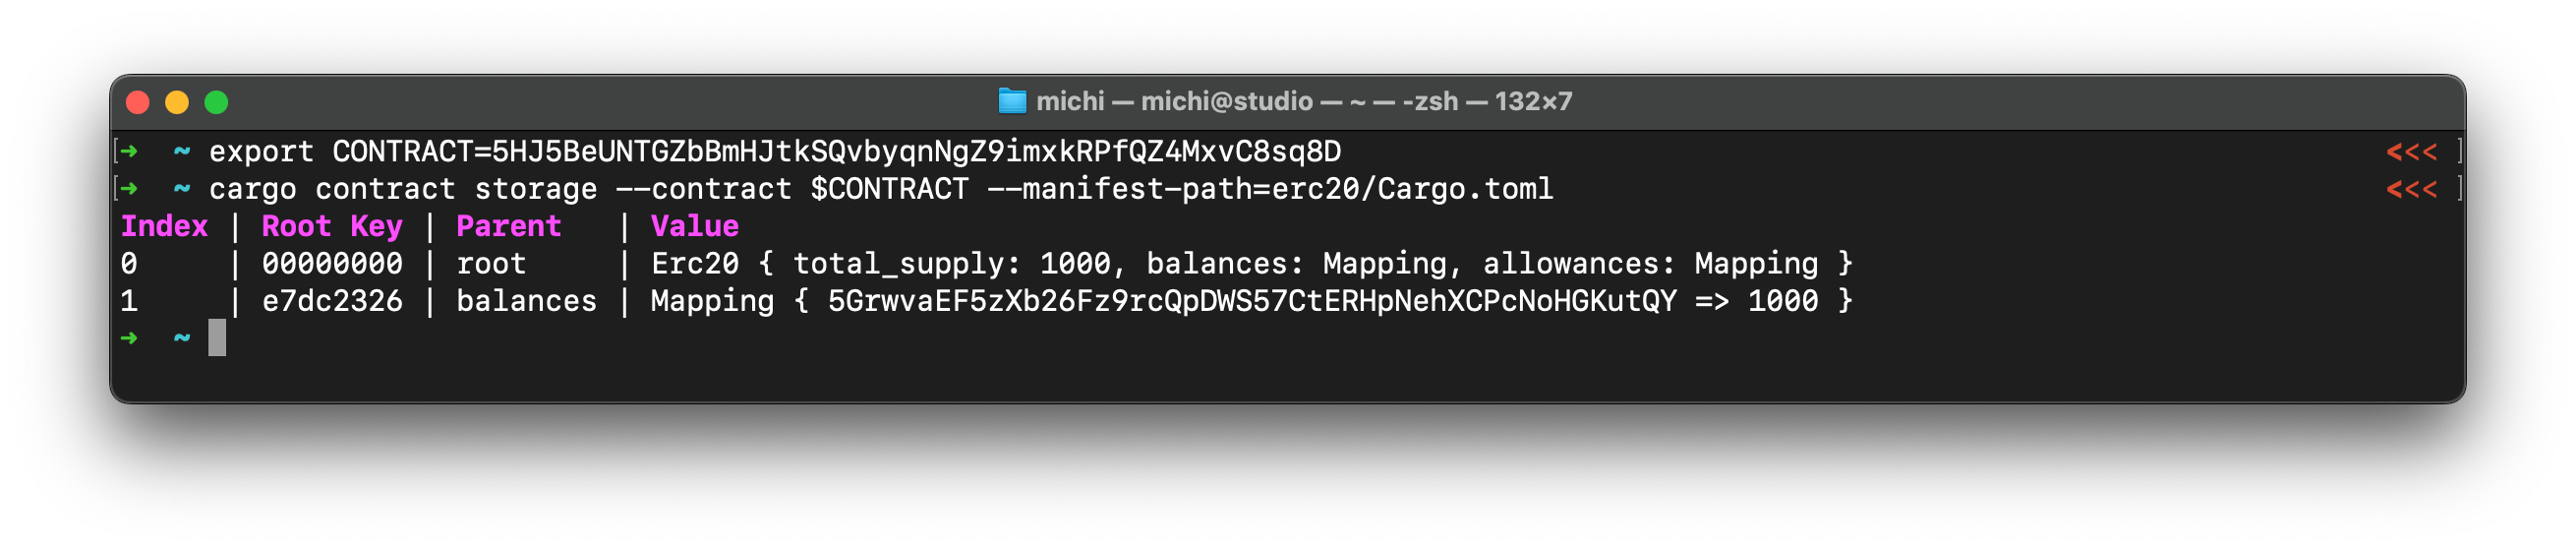 michi — michi@studio — ~ — -zsh — 132×7
[➜  ~ export CONTRACT=5HJ5BeUNTGZbBmHJtkSQvbyqnNgZ9imxkRPfQZ4MxvC8sq8D <<< ]
[➜  ~ cargo contract storage --contract $CONTRACT --manifest-path=erc20/Cargo.toml <<< ]
Index | Root Key | Parent   | Value
0     | 00000000 | root     | Erc20 { total_supply: 1000, balances: Mapping, allowances: Mapping }
1     | e7dc2326 | balances | Mapping { 5GrwvaEF5zXb26Fz9rcQpDWS57CtERHpNehXCPcNoHGKutQY => 1000 }
➜  ~